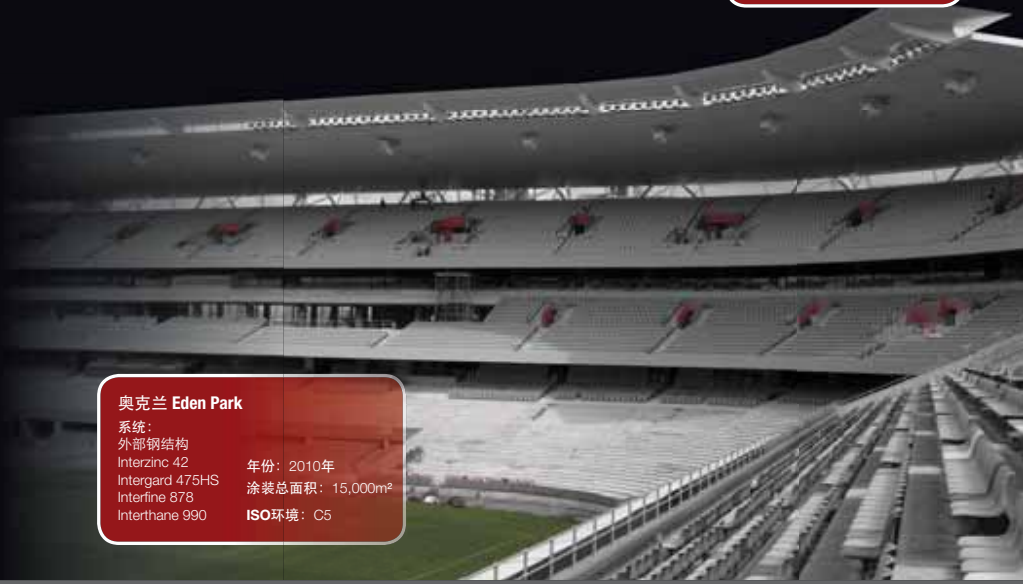 奥克兰 Eden Park
系统：
外部钢结构
Interzinc 42
Intergard 475HS
Interfine 878
Interthane 990
年份：2010年
涂装总面积：15,000m²
ISO环境：C5